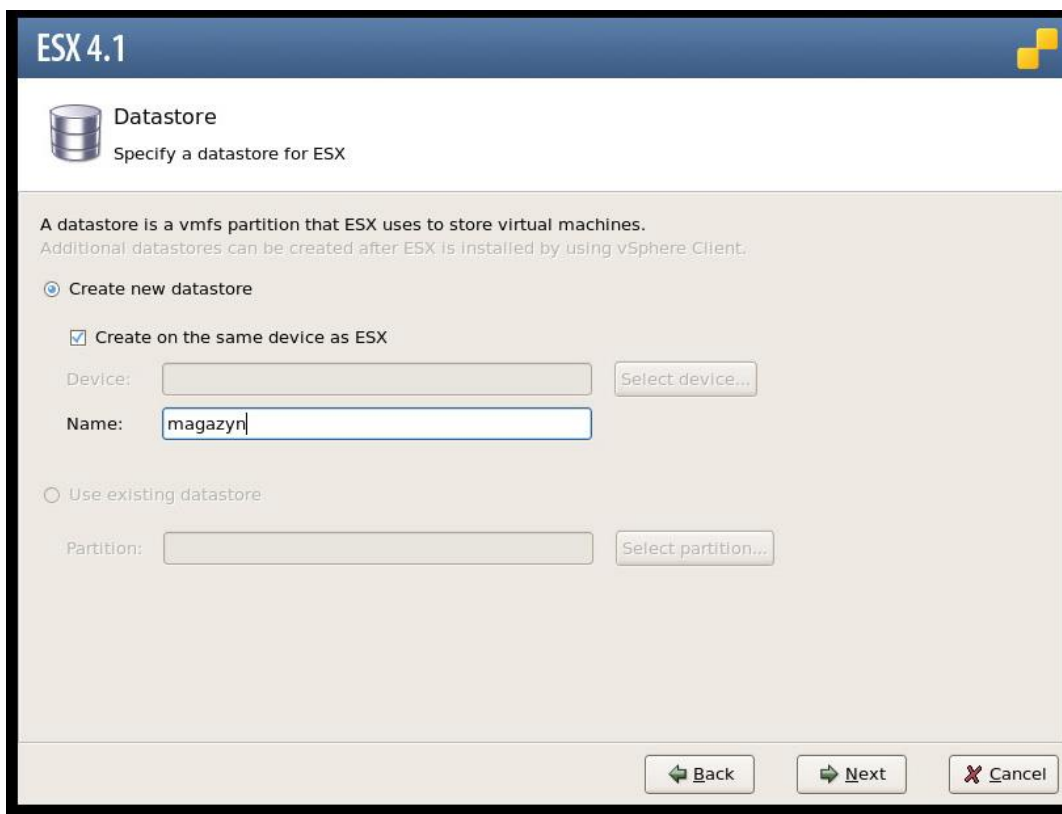 ESX 4.1
Datastore
Specify a datastore for ESX
A datastore is a vmfs partition that ESX uses to store virtual machines.
Additional datastores can be created after ESX is installed by using vSphere Client.
Create new datastore
Create on the same device as ESX
Device: Select device...
Name: magazyn
Use existing datastore
Partition: Select partition...
Back Next Cancel